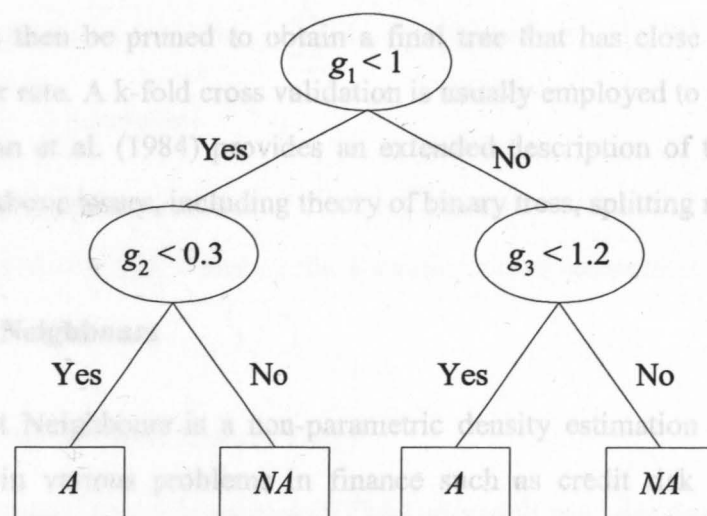 then be pruned to obtain a final tree that has close
g₁ < 1
rate. A k-fold cross validation is usually employed to
Yes
No
et al. (1984) provides an extended description of
including theory of binary trees, splitting
g₂ < 0.3
g₃ < 1.2
Neighbours
Yes
No
Yes
No
Neighbours is a non-parametric density estimation
A
NA
A
NA
in various problems in finance such as credit risk